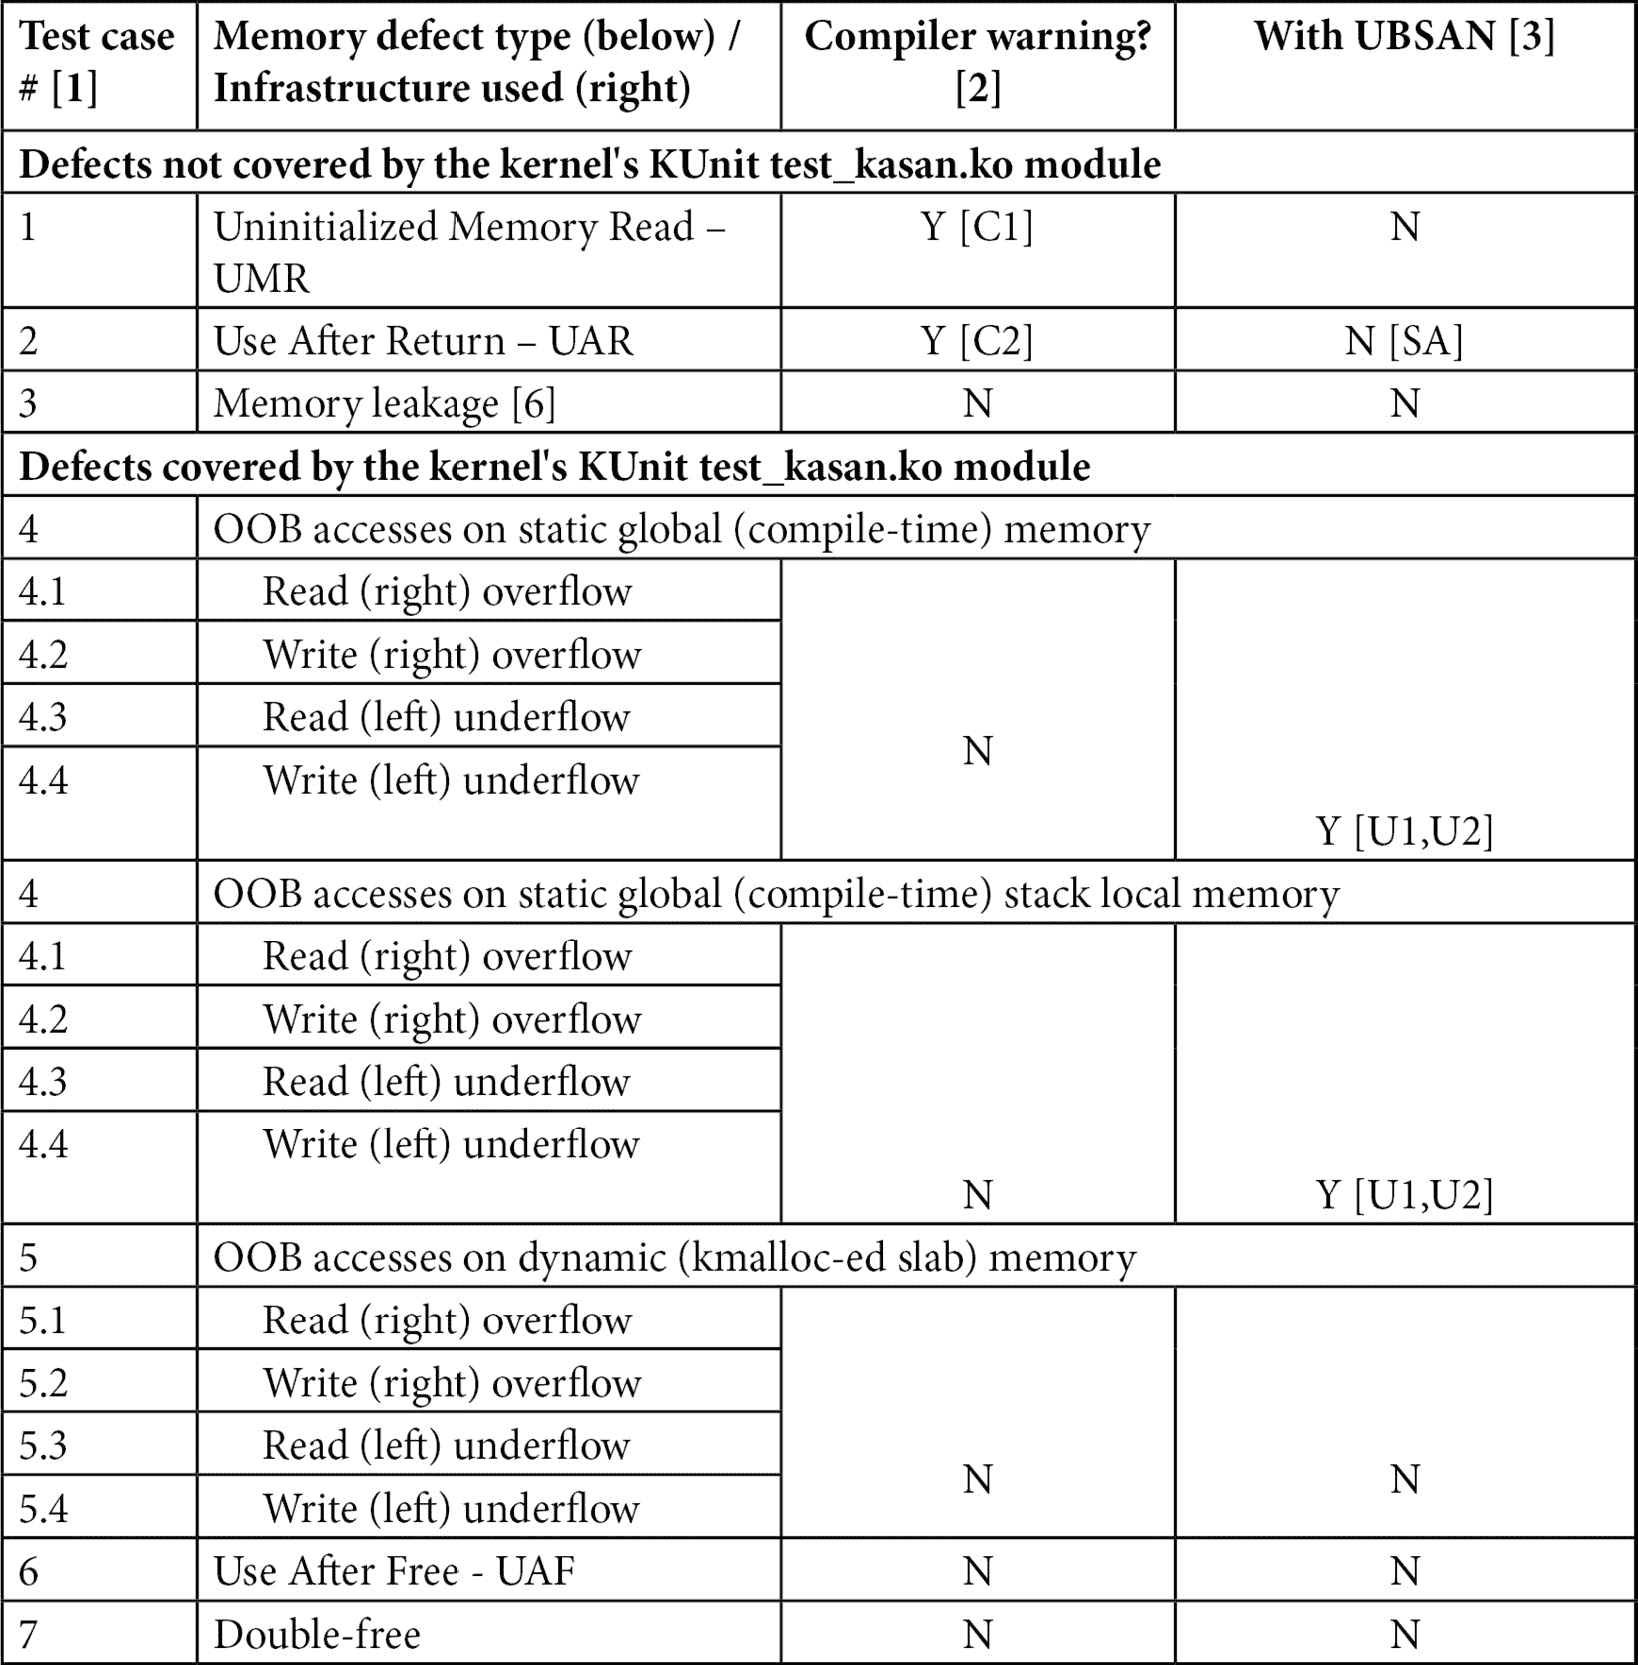 Test case # [1] Memory defect type (below) / Infrastructure used (right) Compiler warning? [2] With UBSAN [3]
Defects not covered by the kernel's KUnit test_kasan.ko module
1 Uninitialized Memory Read – UMR Y [C1] N
2 Use After Return – UAR Y [C2] N [SA]
3 Memory leakage [6] N N
Defects covered by the kernel's KUnit test_kasan.ko module
4 OOB accesses on static global (compile-time) memory
4.1 Read (right) overflow
4.2 Write (right) overflow
4.3 Read (left) underflow
4.4 Write (left) underflow
N
Y [U1,U2]
4 OOB accesses on static global (compile-time) stack local memory
4.1 Read (right) overflow
4.2 Write (right) overflow
4.3 Read (left) underflow
4.4 Write (left) underflow
N Y [U1,U2]
5 OOB accesses on dynamic (kmalloc-ed slab) memory
5.1 Read (right) overflow
5.2 Write (right) overflow
5.3 Read (left) underflow
5.4 Write (left) underflow
N N
6 Use After Free - UAF N N
7 Double-free N N